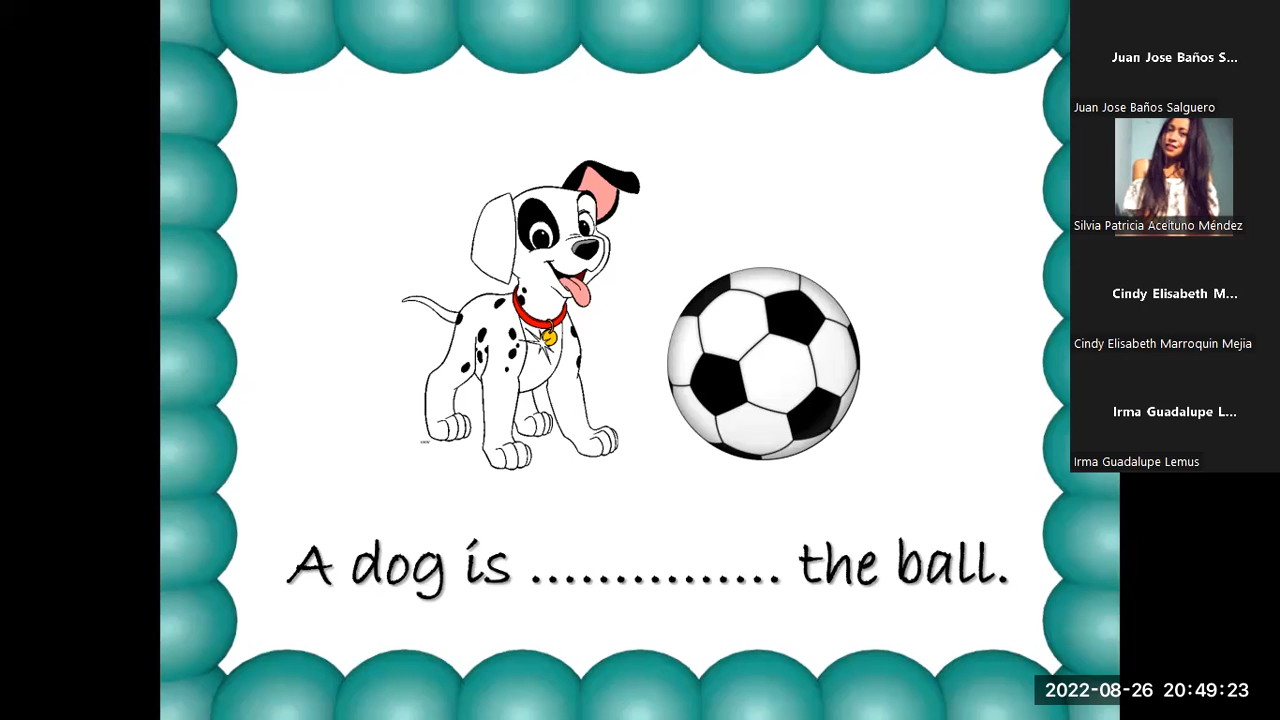 Juan Jose Baños S...
Juan Jose Baños Salguero
Silvia Patricia Aceituno Méndez
Cindy Elisabeth M...
Cindy Elisabeth Marroquin Mejia
Irma Guadalupe L...
Irma Guadalupe Lemus
A dog is ............... the ball.
2022-08-26 20:49:23